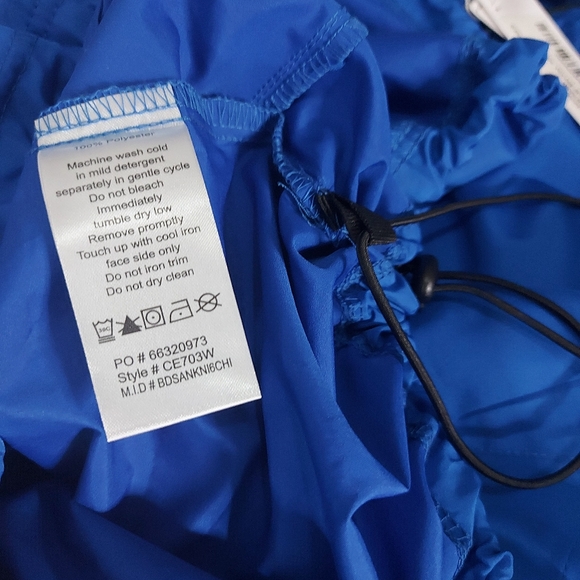 100% Polyester
Machine wash cold
in mild detergent
separately in gentle cycle
Do not bleach
Immediately
tumble dry low
Remove promptly
Touch up with cool iron
face side only
Do not iron trim
Do not dry clean
PO # 66320973
Style # CE703W
M.I.D # BDSANKNI6CHI